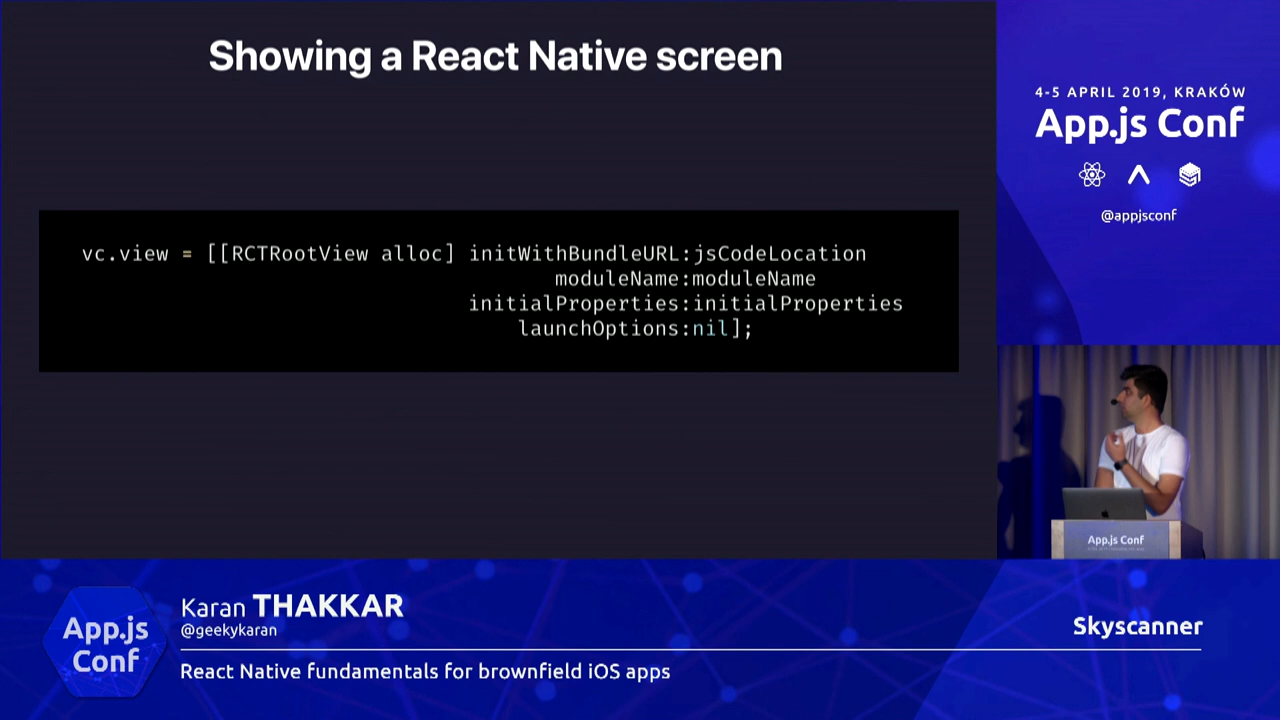 Showing a React Native screen
vc.view = [[RCTRootView alloc] initWithBundleURL:jsCodeLocation
moduleName:moduleName
initialProperties:initialProperties
launchOptions:nil];
4-5 APRIL 2019, KRAKÓW
App.js Conf
@appjsconf
App.js Conf
App.js
Conf
Karan THAKKAR
@geekykaran
Skyscanner
React Native fundamentals for brownfield iOS apps